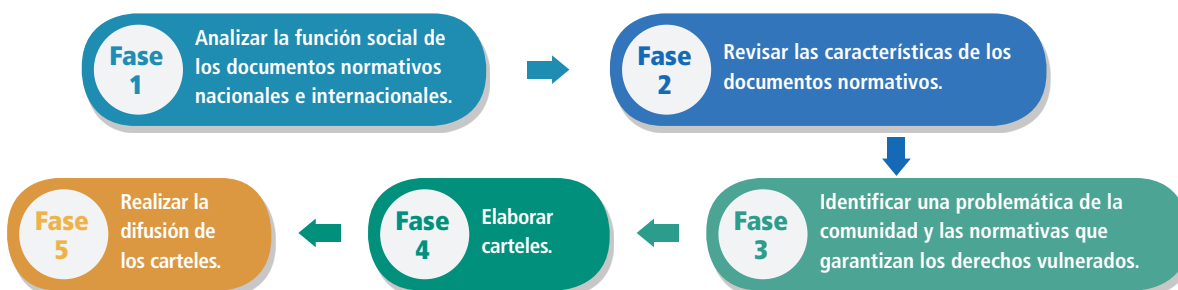 Fase
1
Analizar la función social de
los documentos normativos
nacionales e internacionales.
Fase
2
Revisar las características de los
documentos normativos.
Fase
3
Identificar una problemática de la
comunidad y las normativas que
garantizan los derechos vulnerados.
Fase
4
Elaborar
carteles.
Fase
5
Realizar la
difusión de
los carteles.